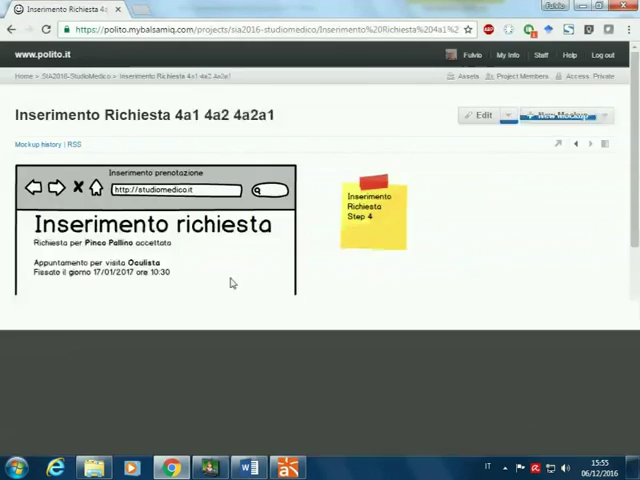 Inserimento Richiesta 4a
Fulvio
https://polito.mybalsamiq.com/projects/sia2016-studiomedico/Inserimento%20Richiesta%204a1%2
www.polito.it
Fulvio My Info Staff Help Log out
Home > SIA2016-StudioMedico > Inserimento Richiesta 4a1 4a2 4a2a1
Assets Project Members Access: Private
Inserimento Richiesta 4a1 4a2 4a2a1
Edit
New Mockup
Mockup history | RSS
Inserimento prenotazione
http://studiomedico.it
Inserimento richiesta
Richiesta per Pinco Pallino accettata
Appuntamento per visita Oculista
Fissato il giorno 17/01/2017 ore 10:30
Inserimento
Richiesta
Step 4
IT
15:55
06/12/2016